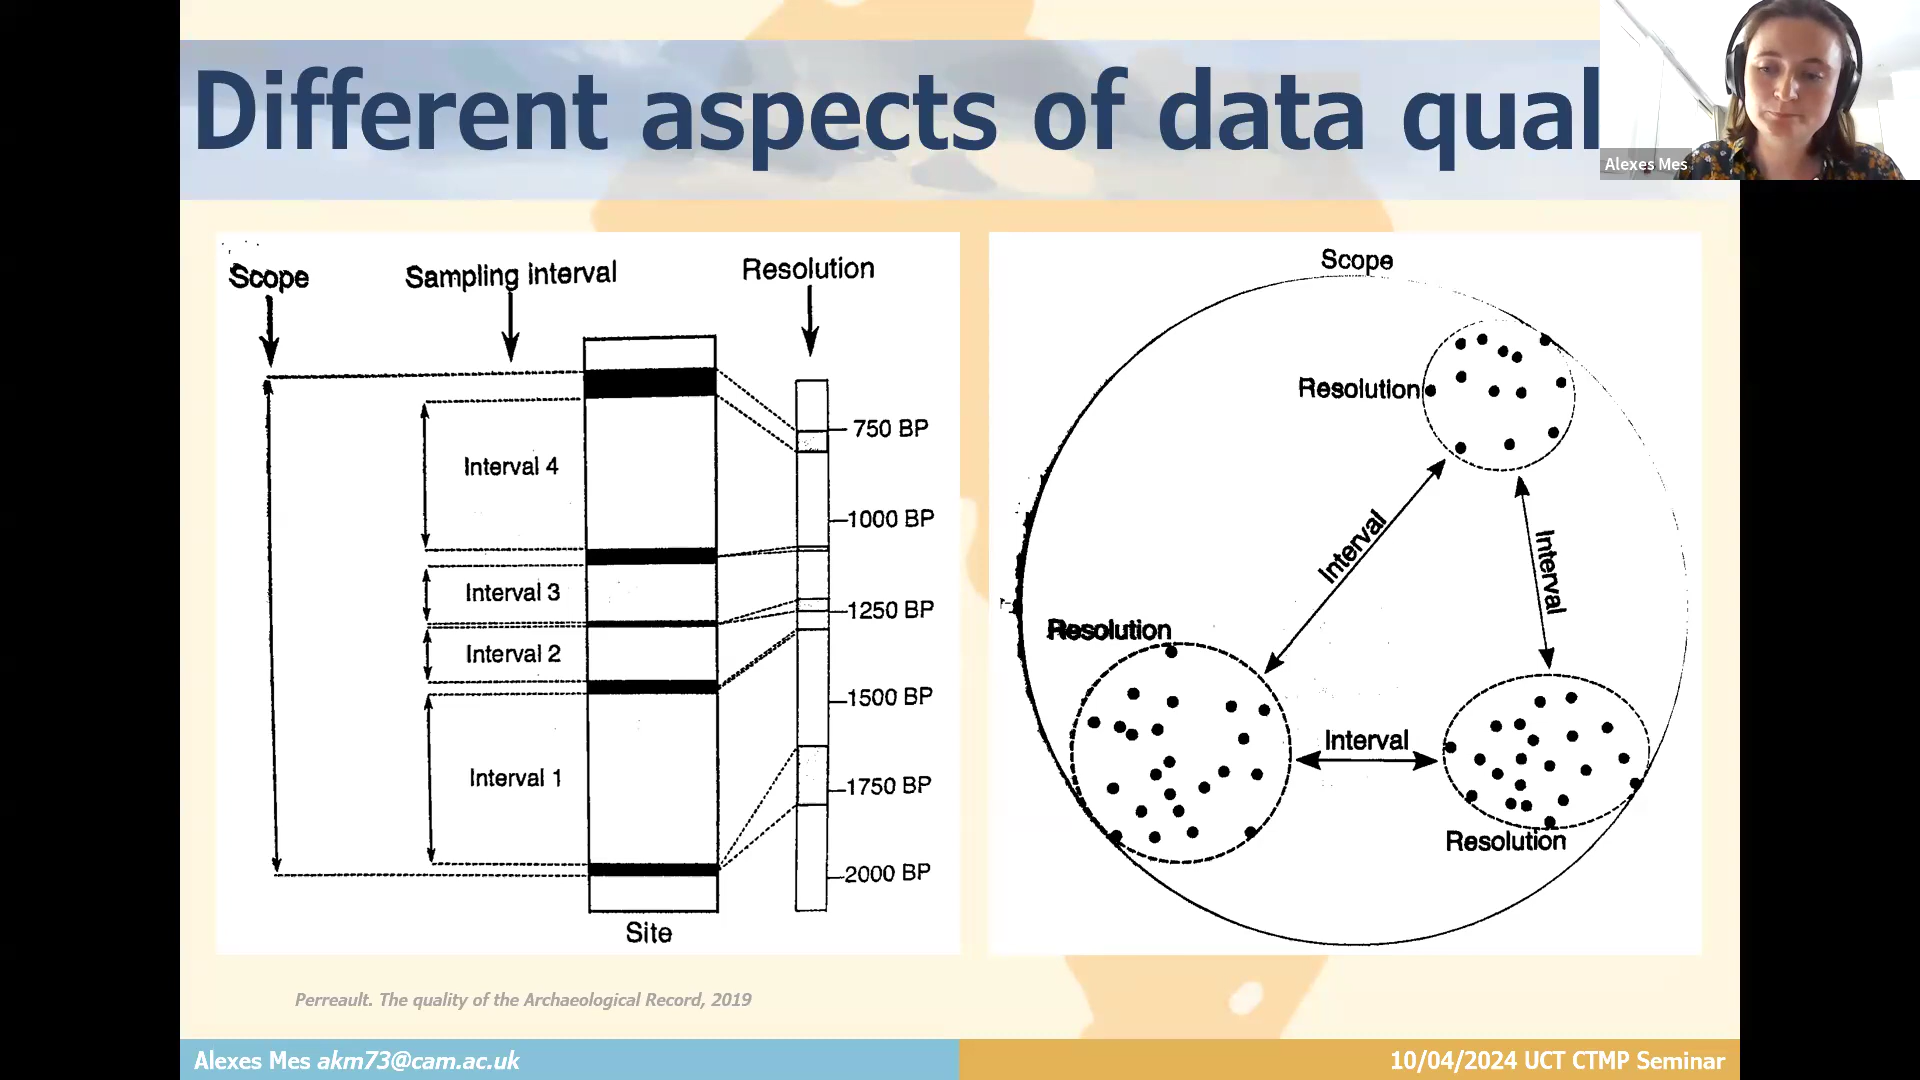 Different aspects of data qual
Alexes Mes
Scope
Sampling interval
Resolution
Interval 4
Interval 3
Interval 2
Interval 1
750 BP
1000 BP
1250 BP
1500 BP
1750 BP
2000 BP
Site
Scope
Resolution
Interval
Interval
Resolution
Interval
Resolution
Perreault. The quality of the Archaeological Record, 2019
Alexes Mes akm73@cam.ac.uk
10/04/2024 UCT CTMP Seminar